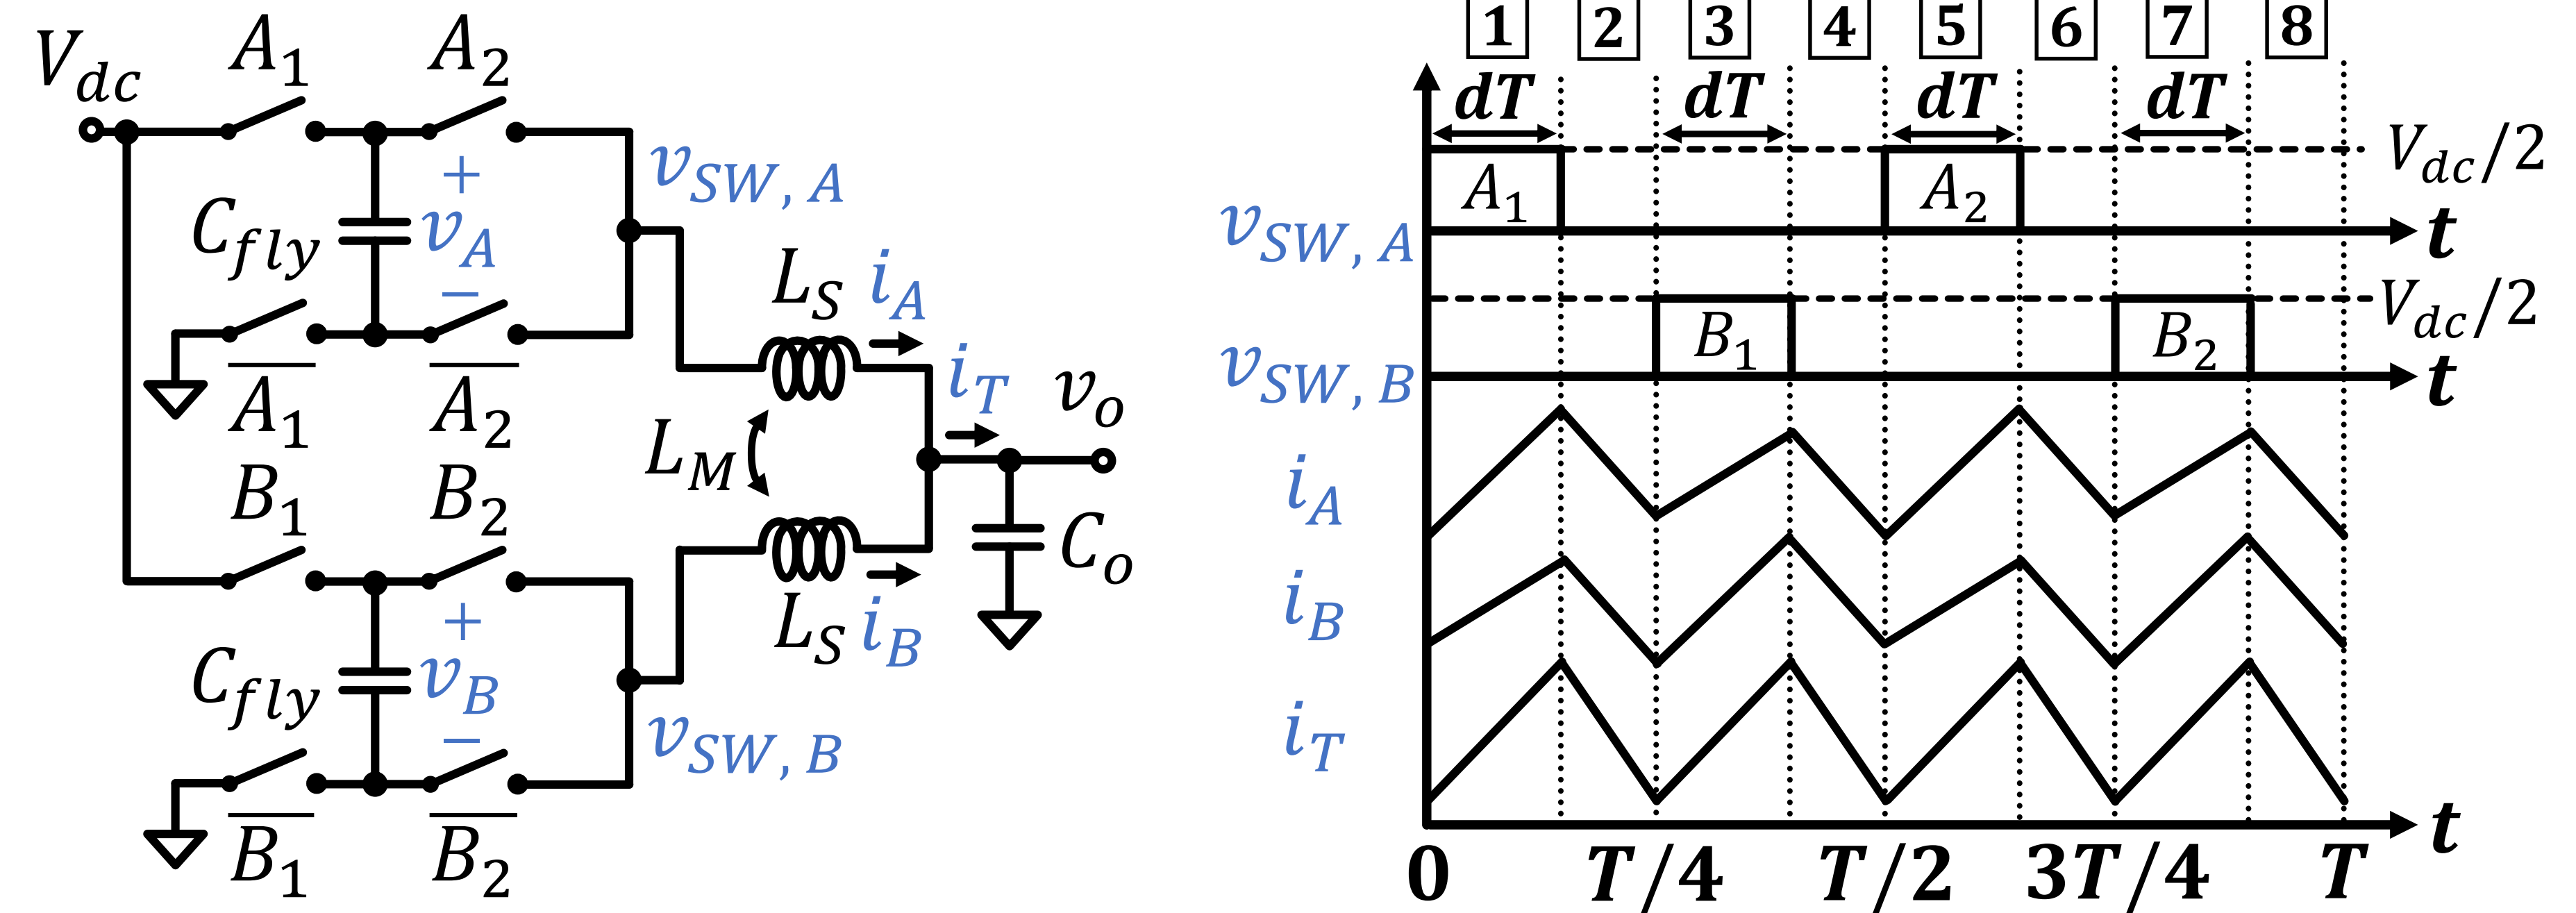 V_dc
A_1
A_2
C_fly
+
v_A
−
v_SW, A
A̅_1
A̅_2
L_S
i_A
i_T
v_o
L_M
C_o
L_S
i_B
B_1
B_2
C_fly
+
v_B
−
v_SW, B
B̅_1
B̅_2
1 2 3 4 5 6 7 8
dT dT dT dT
V_dc/2
A_1 A_2
v_SW, A
t
V_dc/2
B_1 B_2
v_SW, B
t
i_A
i_B
i_T
t
0 T/4 T/2 3T/4 T